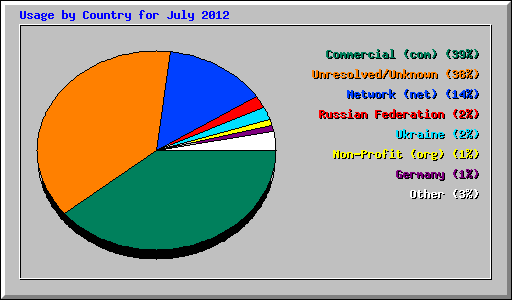 Usage by Country for July 2012
Commercial (com) (39%)
Unresolved/Unknown (36%)
Network (net) (14%)
Russian Federation (2%)
Ukraine (2%)
Non-Profit (org) (1%)
Germany (1%)
Other (3%)